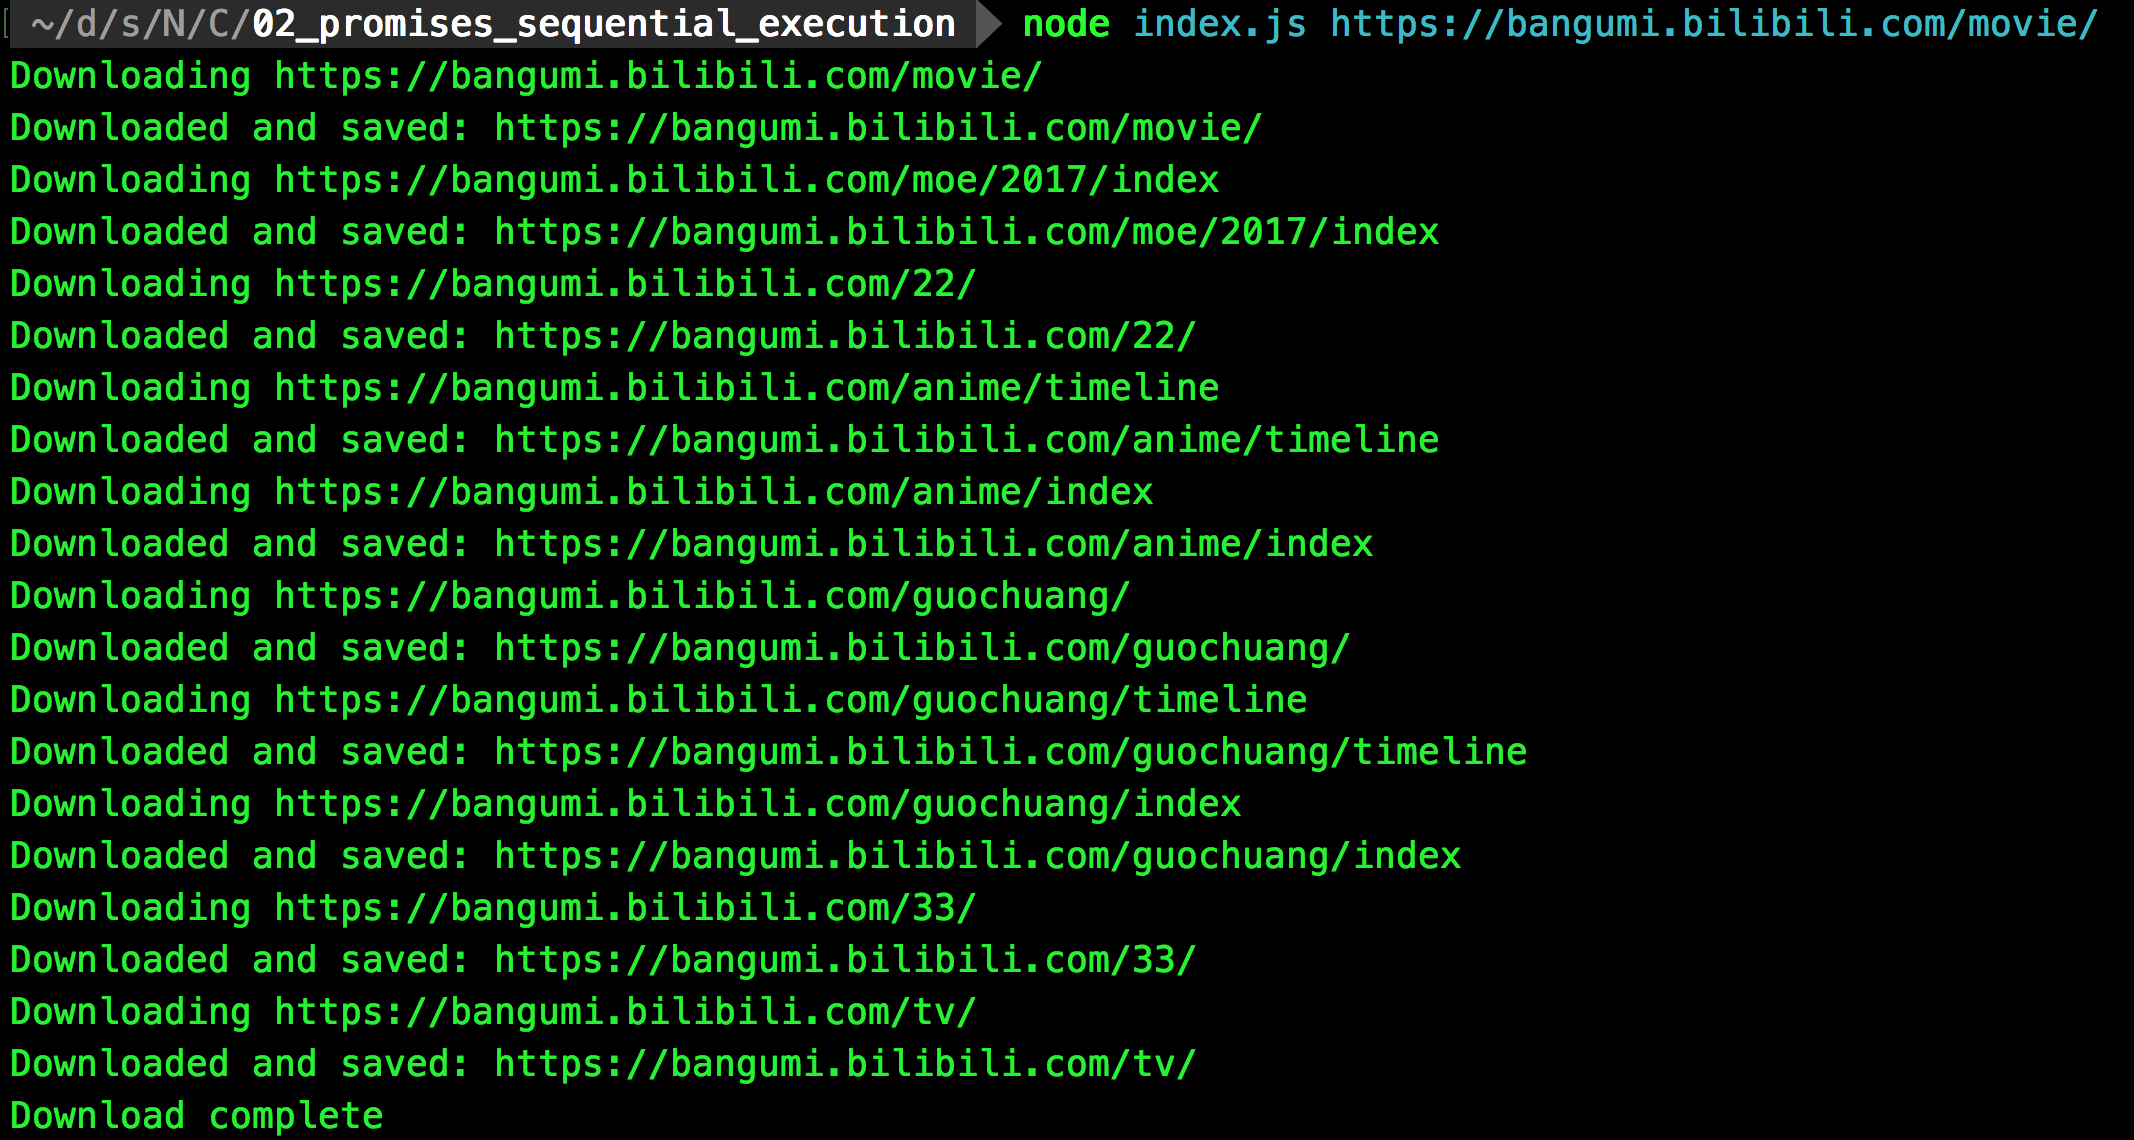 ~/d/s/N/C/02_promises_sequential_execution node index.js https://bangumi.bilibili.com/movie/
Downloading https://bangumi.bilibili.com/movie/
Downloaded and saved: https://bangumi.bilibili.com/movie/
Downloading https://bangumi.bilibili.com/moe/2017/index
Downloaded and saved: https://bangumi.bilibili.com/moe/2017/index
Downloading https://bangumi.bilibili.com/22/
Downloaded and saved: https://bangumi.bilibili.com/22/
Downloading https://bangumi.bilibili.com/anime/timeline
Downloaded and saved: https://bangumi.bilibili.com/anime/timeline
Downloading https://bangumi.bilibili.com/anime/index
Downloaded and saved: https://bangumi.bilibili.com/anime/index
Downloading https://bangumi.bilibili.com/guochuang/
Downloaded and saved: https://bangumi.bilibili.com/guochuang/
Downloading https://bangumi.bilibili.com/guochuang/timeline
Downloaded and saved: https://bangumi.bilibili.com/guochuang/timeline
Downloading https://bangumi.bilibili.com/guochuang/index
Downloaded and saved: https://bangumi.bilibili.com/guochuang/index
Downloading https://bangumi.bilibili.com/33/
Downloaded and saved: https://bangumi.bilibili.com/33/
Downloading https://bangumi.bilibili.com/tv/
Downloaded and saved: https://bangumi.bilibili.com/tv/
Download complete